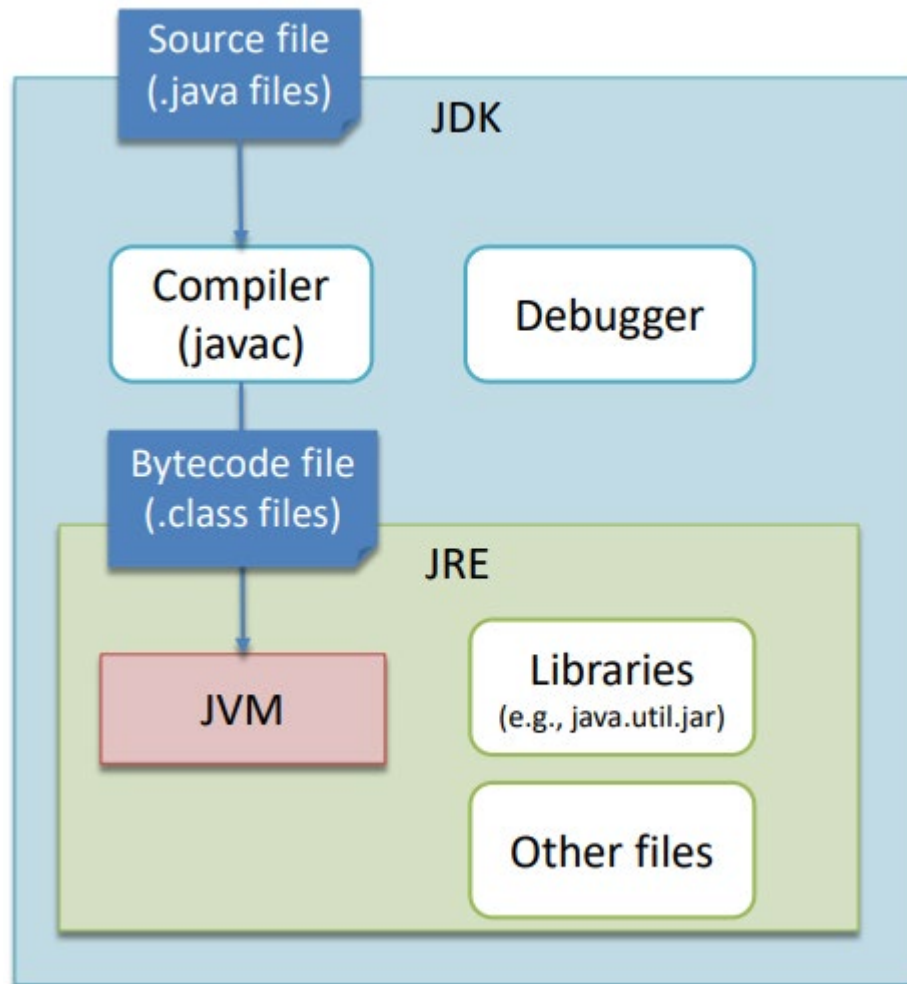 Source file
(.java files)
JDK
Compiler
(javac)
Debugger
Bytecode file
(.class files)
JRE
JVM
Libraries
(e.g., java.util.jar)
Other files